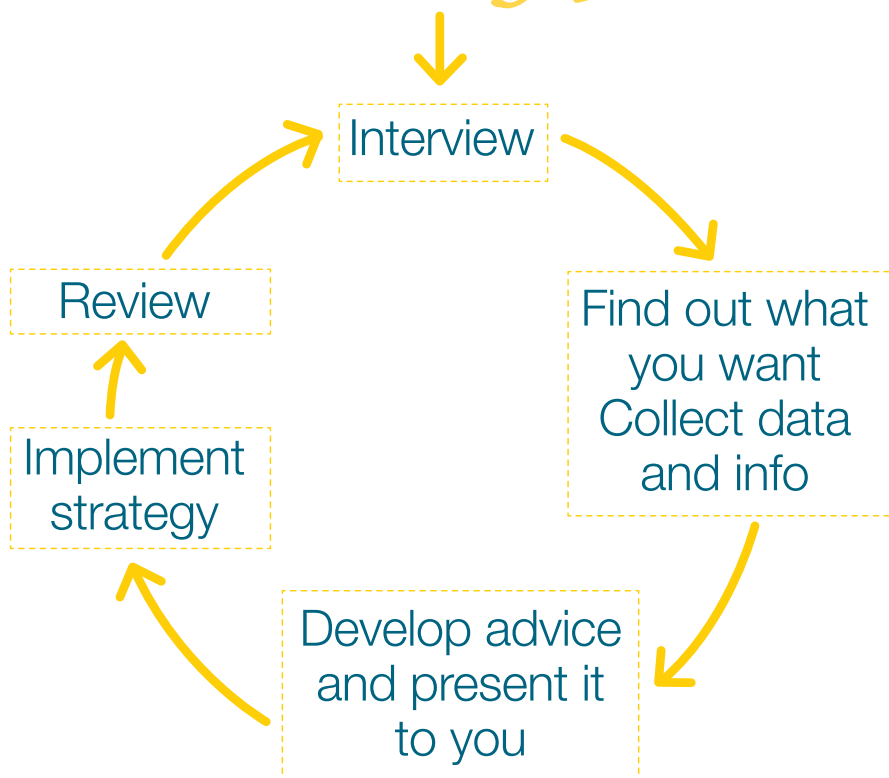 Interview
Find out what
you want
Collect data
and info
Develop advice
and present it
to you
Implement
strategy
Review